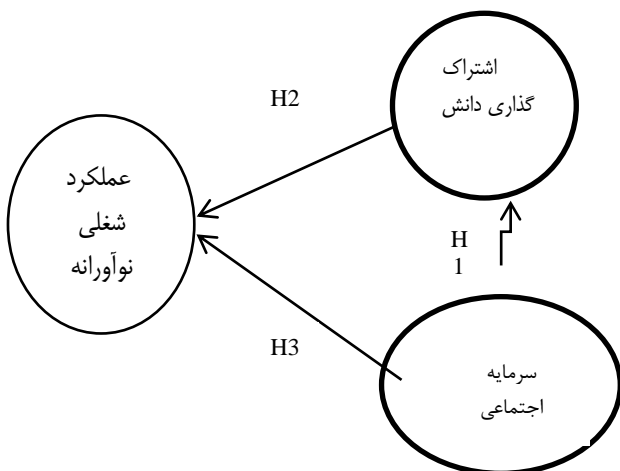 اشتراک
گذاری دانش
H2
عملکرد
شغلی
نوآورانه
H
1
H3
سرمایه
اجتماعی